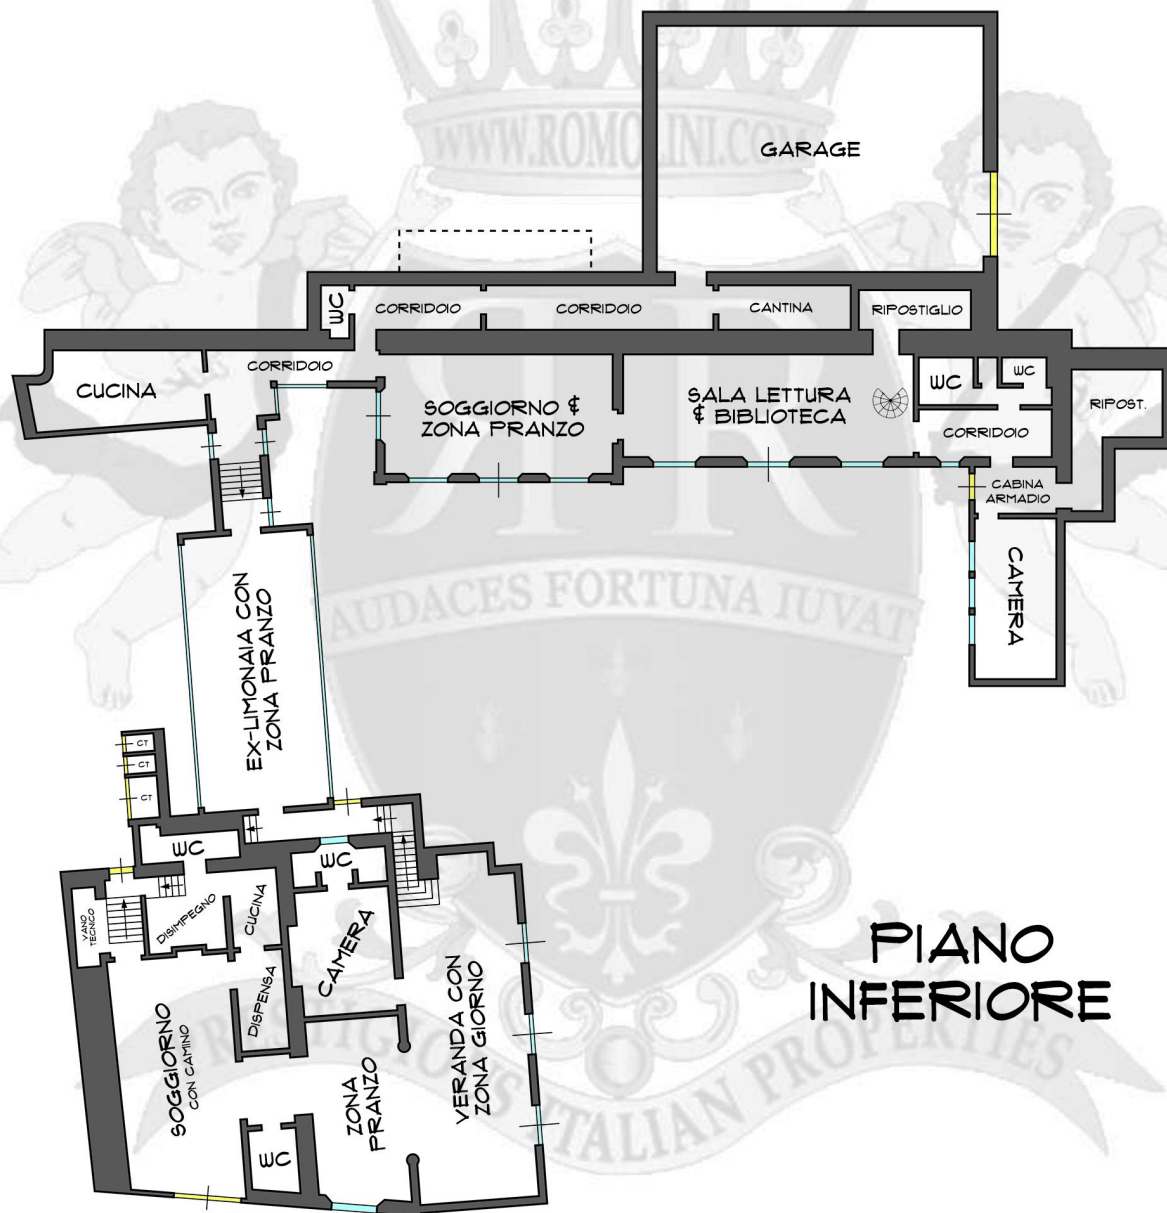 WWW.ROMOLINI.COM
GARAGE
WC
CORRIDOIO
CORRIDOIO
CANTINA
RIPOSTIGLIO
CORRIDOIO
CUCINA
SOGGIORNO &
ZONA PRANZO
SALA LETTURA
& BIBLIOTECA
WC
WC
RIPOST.
CORRIDOIO
CABINA
ARMADIO
CAMERA
RR
AUDACES FORTUNA IUVAT
EX-LIMONAIA CON
ZONA PRANZO
CT
CT
CT
WC
WC
VANO
TECNICO
DISIMPEGNO
CUCINA
CAMERA
DISPENSA
SOGGIORNO
CON CAMINO
VERANDA CON
ZONA GIORNO
ZONA
PRANZO
WC
PIANO
INFERIORE
PRESTIGIOUS ITALIAN PROPERTIES